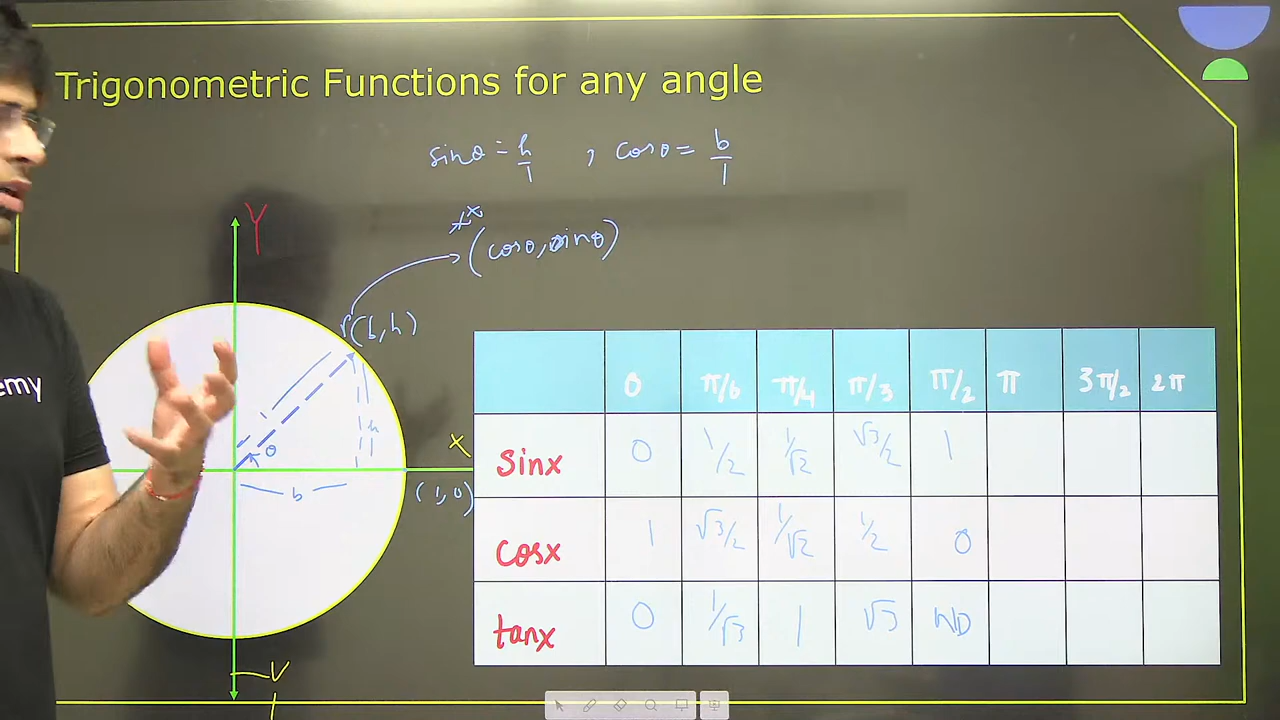 Trigonometric Functions for any angle
sinθ = h/1 , cosθ = b/1
Y
(cosθ, sinθ)
(b,h)
emy
h
θ
X
b
(1,0)
0 π/6 π/4 π/3 π/2 π 3π/2 2π
sinx 0 1/2 1/√2 √3/2 1
cosx 1 √3/2 1/√2 1/2 0
tanx 0 1/√3 1 √3 ND